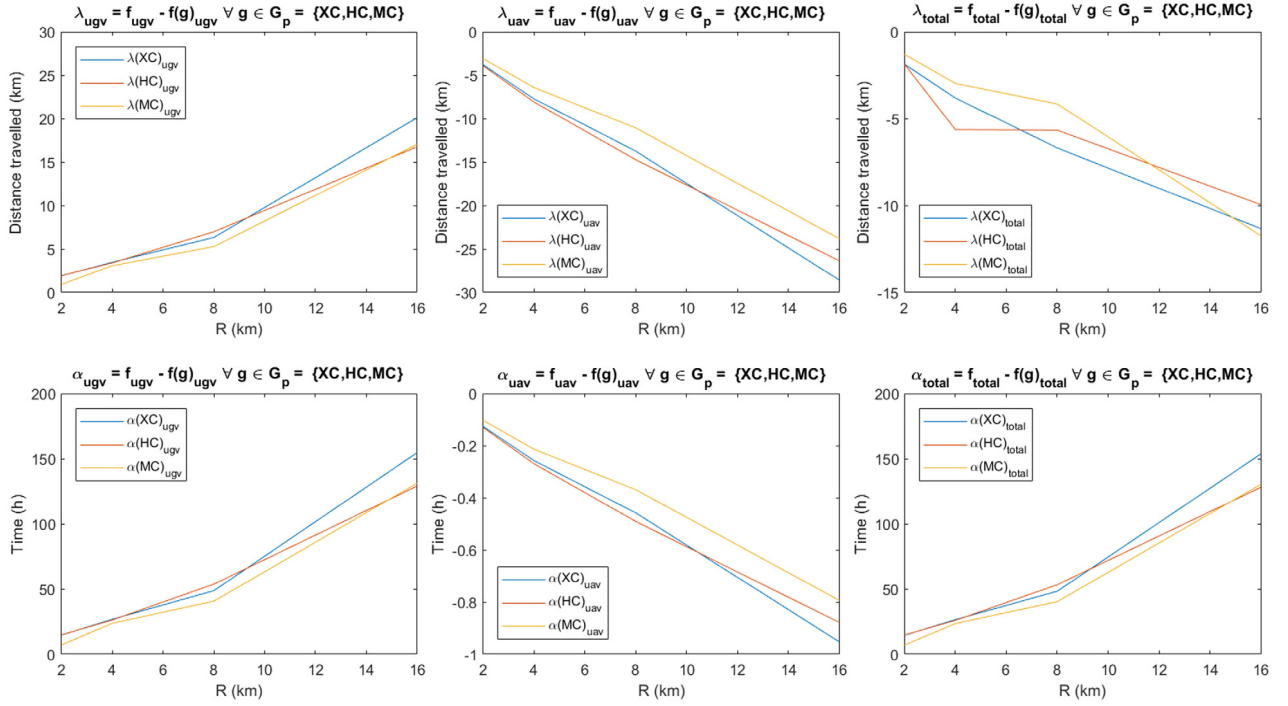 λugv = fugv - f(g)ugv ∀ g ∈ Gp = {XC,HC,MC}
30
25
20
15
10
5
0
Distance travelled (km)
λ(XC)ugv
λ(HC)ugv
λ(MC)ugv
2 4 6 8 10 12 14 16
R (km)
λuav = fuav - f(g)uav ∀ g ∈ Gp = {XC,HC,MC}
0
-5
-10
-15
-20
-25
-30
Distance travelled (km)
λ(XC)uav
λ(HC)uav
λ(MC)uav
2 4 6 8 10 12 14 16
R (km)
λtotal = ftotal - f(g)total ∀ g ∈ Gp = {XC,HC,MC}
0
-5
-10
-15
Distance travelled (km)
λ(XC)total
λ(HC)total
λ(MC)total
2 4 6 8 10 12 14 16
R (km)
αugv = fugv - f(g)ugv ∀ g ∈ Gp = {XC,HC,MC}
200
150
100
50
0
Time (h)
α(XC)ugv
α(HC)ugv
α(MC)ugv
2 4 6 8 10 12 14 16
R (km)
αuav = fuav - f(g)uav ∀ g ∈ Gp = {XC,HC,MC}
0
-0.2
-0.4
-0.6
-0.8
-1
Time (h)
α(XC)uav
α(HC)uav
α(MC)uav
2 4 6 8 10 12 14 16
R (km)
αtotal = ftotal - f(g)total ∀ g ∈ Gp = {XC,HC,MC}
200
150
100
50
0
Time (h)
α(XC)total
α(HC)total
α(MC)total
2 4 6 8 10 12 14 16
R (km)